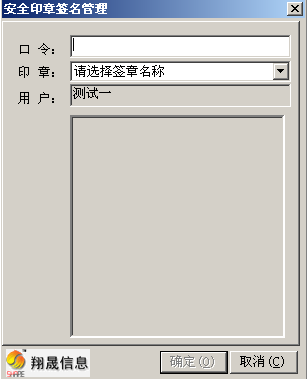 安全印章签名管理
口 令：
印 章： 请选择签章名称
用 户： 测试一
SHAPE 翔晟信息 确定(O) 取消(C)